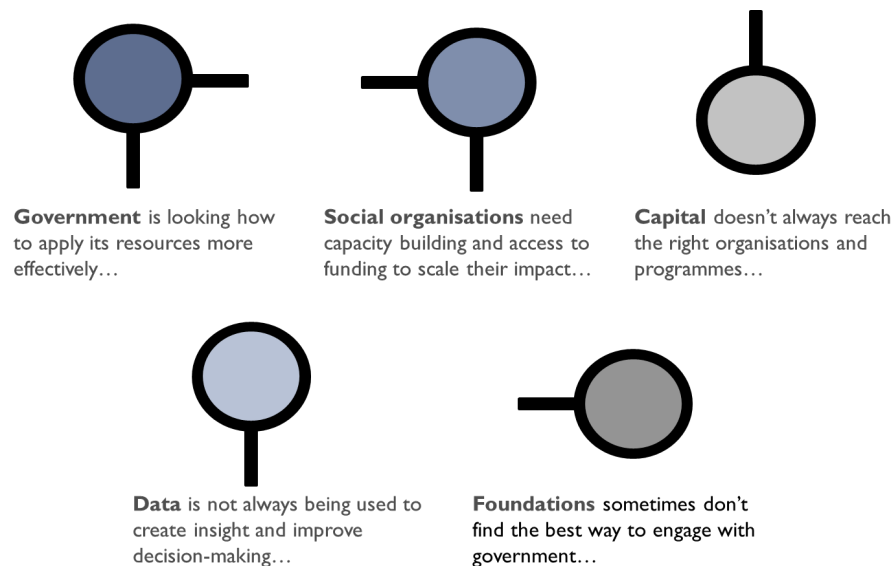 Government is looking how
to apply its resources more
effectively…
Social organisations need
capacity building and access to
funding to scale their impact…
Capital doesn’t always reach
the right organisations and
programmes…
Data is not always being used to
create insight and improve
decision-making…
Foundations sometimes don’t
find the best way to engage with
government…